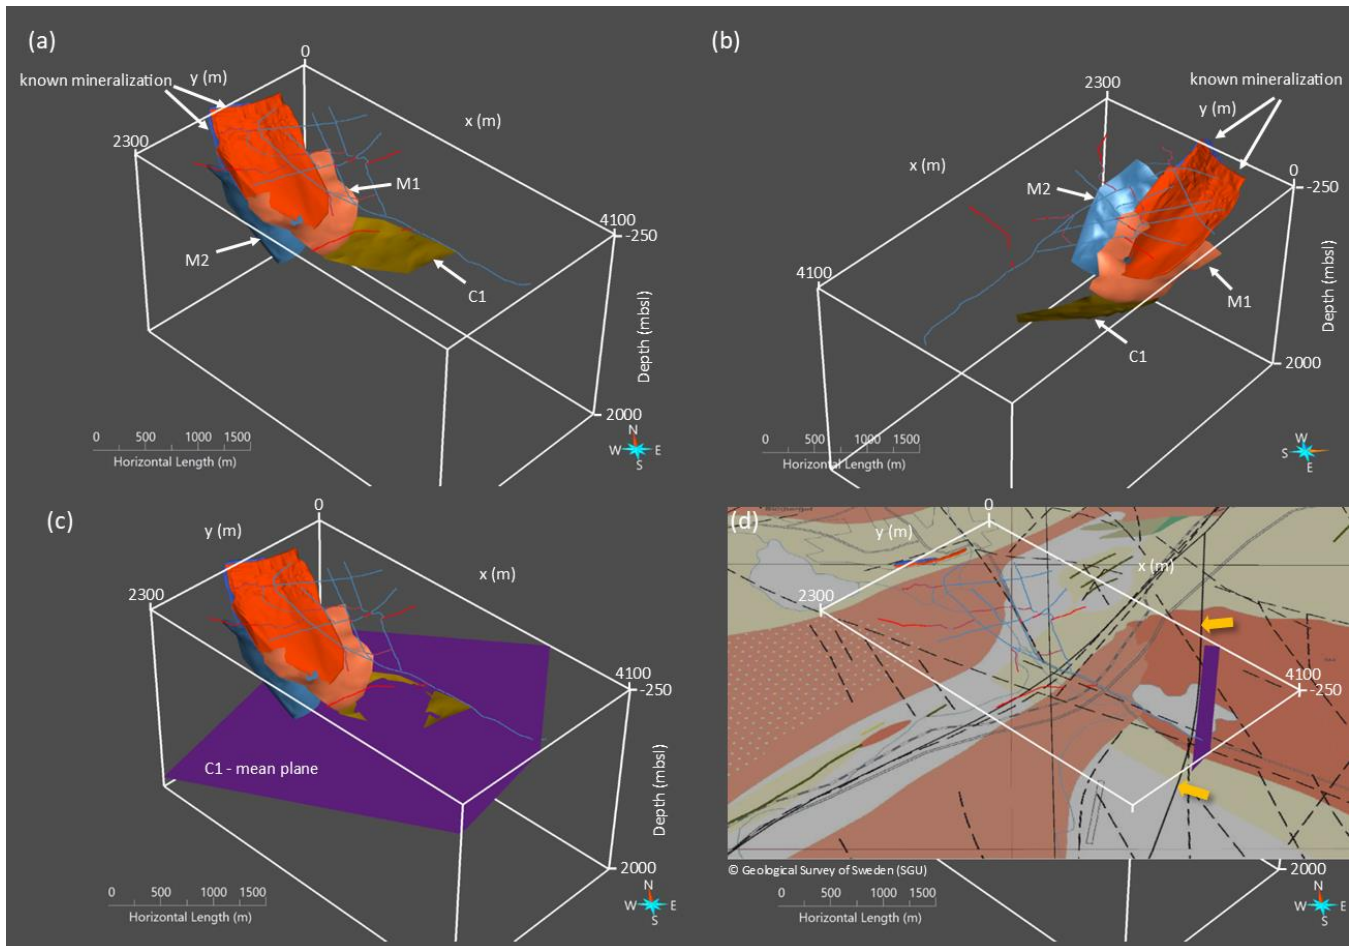 (a)
0
known mineralization
y (m)
x (m)
2300
M1
4100
-250
M2
C1
Depth (mbsl)
2000
0 500 1000 1500
Horizontal Length (m)
N
W E
S
(b)
2300
known mineralization
y (m)
x (m)
0
-250
M2
4100
M1
C1
Depth (mbsl)
2000
0 500 1000 1500
Horizontal Length (m)
W
S
E
(c)
0
y (m)
x (m)
2300
4100
-250
C1 - mean plane
Depth (mbsl)
2000
0 500 1000 1500
Horizontal Length (m)
N
W E
S
(d)
0
y (m)
x (m)
2300
4100
-250
© Geological Survey of Sweden (SGU)
2000
0 500 1000 1500
Horizontal Length (m)
N
W E
S